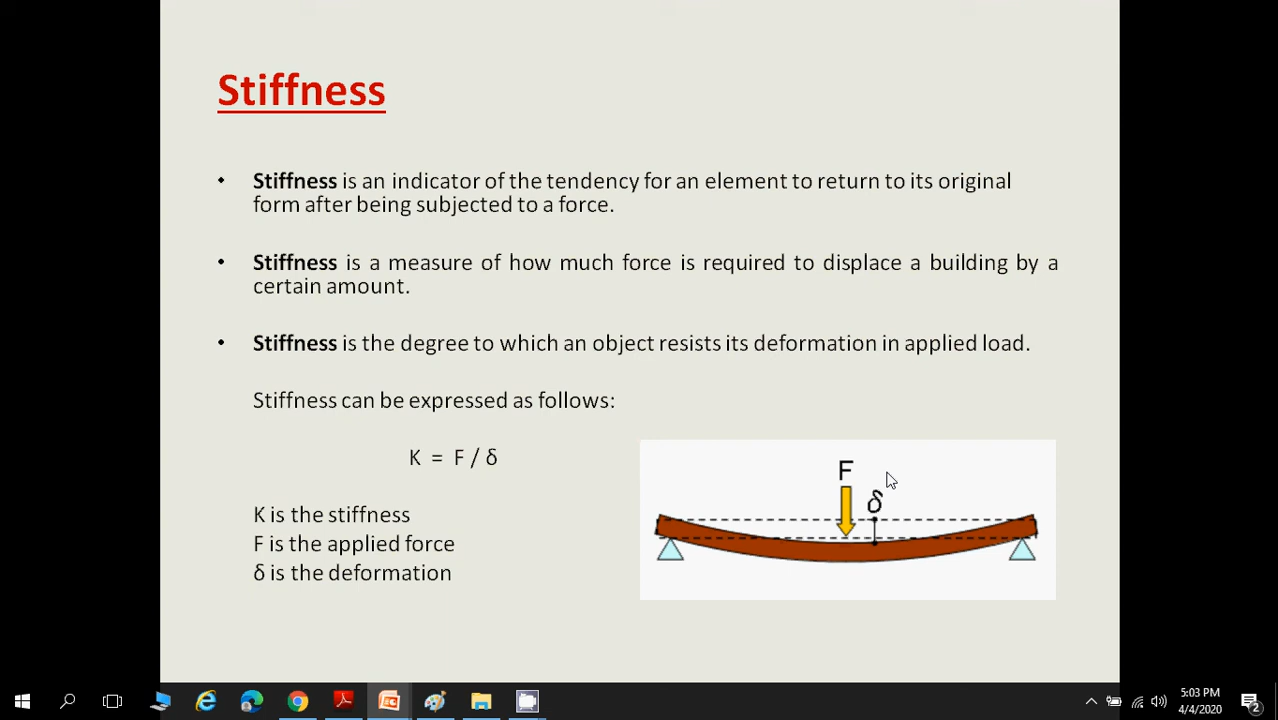 Stiffness
• Stiffness is an indicator of the tendency for an element to return to its original
form after being subjected to a force.
• Stiffness is a measure of how much force is required to displace a building by a
certain amount.
• Stiffness is the degree to which an object resists its deformation in applied load.
Stiffness can be expressed as follows:
K = F / δ
K is the stiffness
F is the applied force
δ is the deformation
F
δ
5:03 PM
4/4/2020
2